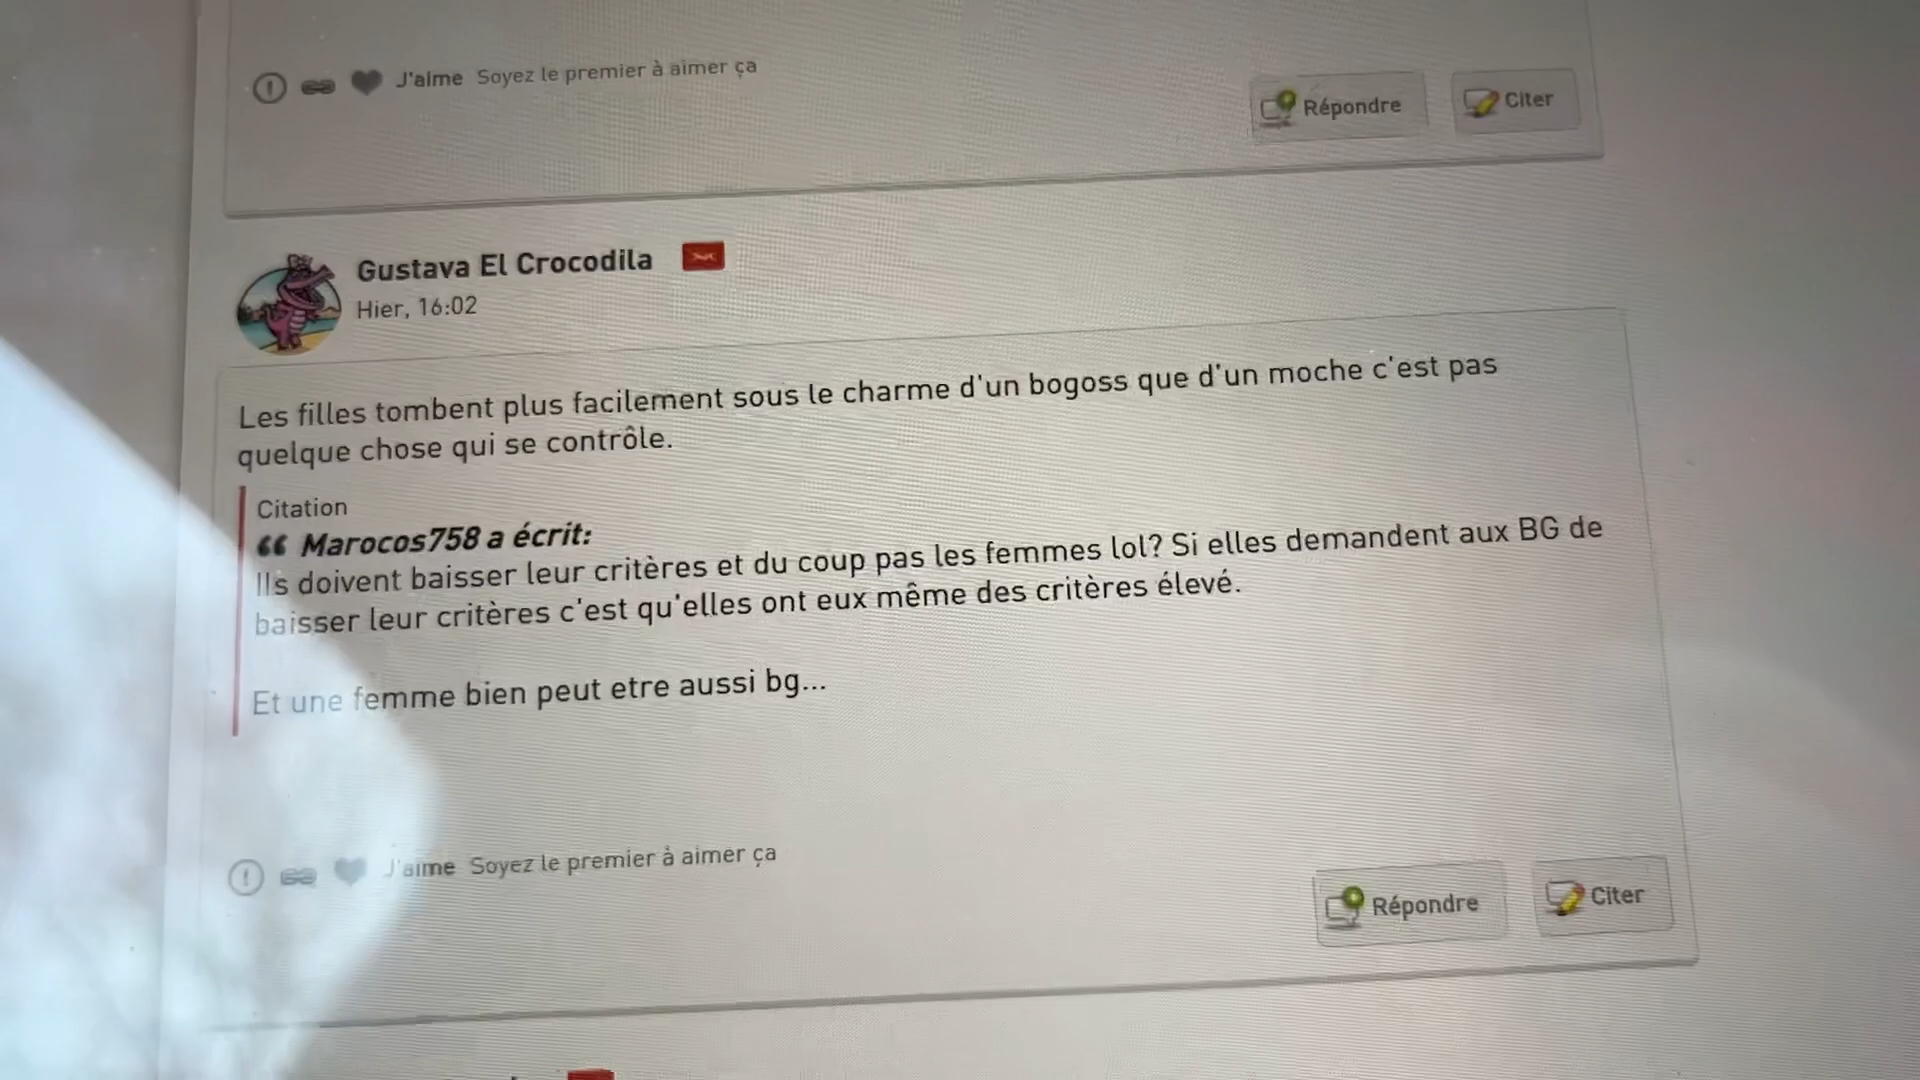 J'aime Soyez le premier à aimer ça
Répondre
Citer
Gustava El Crocodila
Hier, 16:02
Les filles tombent plus facilement sous le charme d'un bogoss que d'un moche c'est pas
quelque chose qui se contrôle.
Citation
Marocos758 a écrit:
Ils doivent baisser leur critères et du coup pas les femmes lol? Si elles demandent aux BG de
baisser leur critères c'est qu'elles ont eux même des critères élevé.
Et une femme bien peut etre aussi bg...
J'aime Soyez le premier à aimer ça
Répondre
Citer